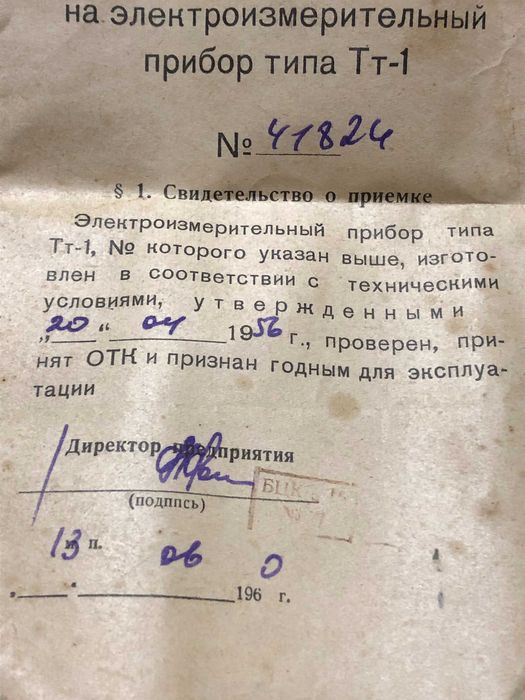 на электроизмерительный
прибор типа Тт-1
№ 41824
§ 1. Свидетельство о приемке
Электроизмерительный прибор типа
Тт-1, № которого указан выше, изготов-
лен в соответствии с техническими
условиями, утвержденными
„20“ 04 1956 г., проверен, при-
нят ОТК и признан годным для эксплуа-
тации
Директор предприятия
(подпись)
13 п.
06 0
196 г.